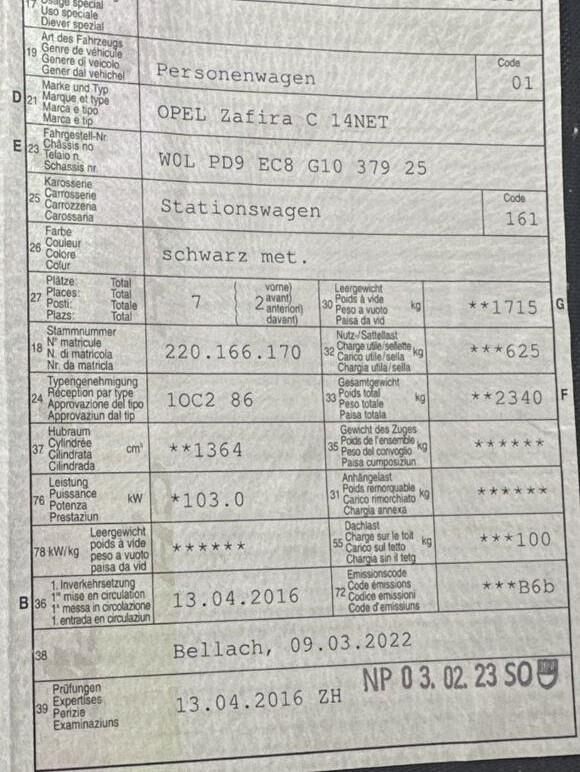 17 Usage spécial
Uso speciale
Diever spezial
19 Art des Fahrzeugs
Genre de véhicule
Genere di veicolo
Gener dal vehichel
Personenwagen
Code
01
D 21 Marke und Typ
Marque et type
Marca e tipo
Marca e tip
OPEL Zafira C 14NET
E 23 Fahrgestell-Nr.
Châssis no
Telaio n.
Schassis nr.
W0L PD9 EC8 G10 379 25
25 Karosserie
Carrosserie
Carrozzeria
Carossaria
Stationswagen
Code
161
26 Farbe
Couleur
Colore
Colur
schwarz met.
27 Plätze: Total
Places: Total
Posti: Totale
Plazs: Total
7
2 vorne)
avant)
anteriori)
davant)
30 Leergewicht
Poids à vide
Peso a vuoto
Paisa da vid
kg
**1715
G
18 Stammnummer
N° matricule
N. di matricola
Nr. da matricla
220.166.170
32 Nutz-/Sattellast
Charge utile/sellette
Carico utile/sella
Chargia utila/sella
kg
***625
24 Typengenehmigung
Réception par type
Approvazione del tipo
Approvaziun dal tip
1OC2 86
33 Gesamtgewicht
Poids total
Peso totale
Paisa totala
kg
**2340
F
37 Hubraum
Cylindrée
Cilindrata
Cilindrada
cm³
**1364
35 Gewicht des Zuges
Poids de l'ensemble
Peso del convoglio
Paisa cumposiziun
kg
******
76 Leistung
Puissance
Potenza
Prestaziun
kW
*103.0
31 Anhängelast
Poids remorquable
Carico rimorchiato
Chargia annexa
kg
******
78 kW/kg Leergewicht
poids à vide
peso a vuoto
paisa da vid
******
55 Dachlast
Charge sur le toit
Carico sul tetto
Chargia sin il tetg
kg
***100
B 36 1. Inverkehrsetzung
1re mise en circulation
1a messa in circolazione
1. entrada en circulaziun
13.04.2016
72 Emissionscode
Code émissions
Codice emissioni
Code d'emissiuns
***B6b
38
Bellach, 09.03.2022
39 Prüfungen
Expertises
Perizie
Examinaziuns
13.04.2016 ZH
NP 03. 02. 23 SO